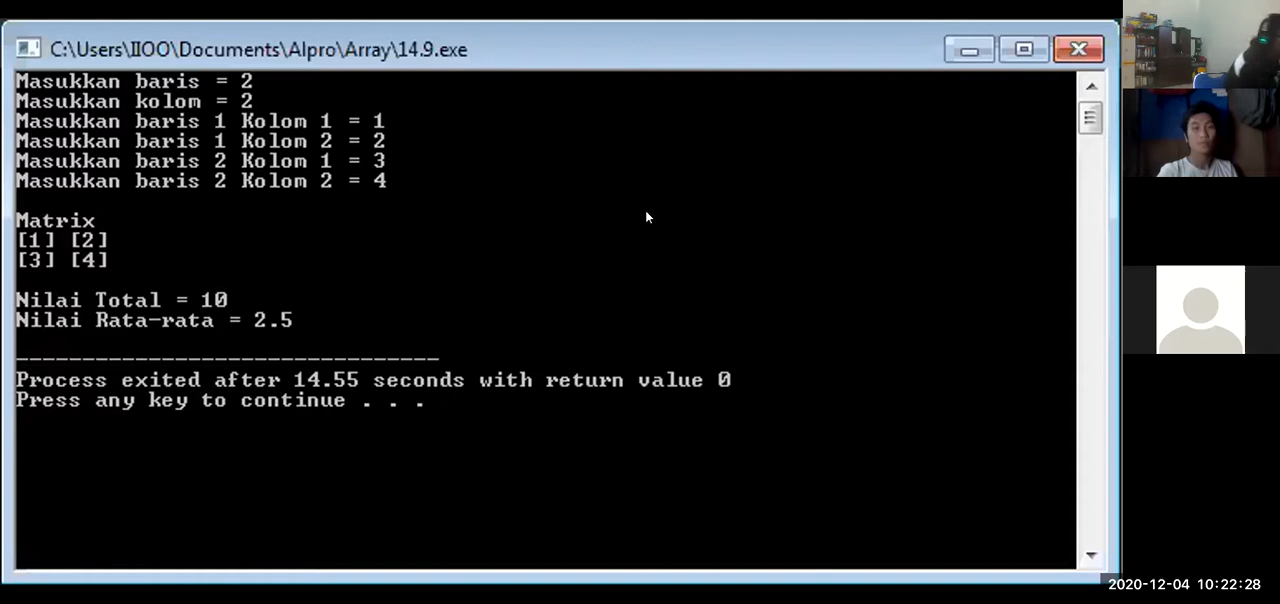 C:\Users\IIOO\Documents\Alpro\Array\14.9.exe
Masukkan baris = 2
Masukkan kolom = 2
Masukkan baris 1 Kolom 1 = 1
Masukkan baris 1 Kolom 2 = 2
Masukkan baris 2 Kolom 1 = 3
Masukkan baris 2 Kolom 2 = 4
Matrix
[1] [2]
[3] [4]
Nilai Total = 10
Nilai Rata-rata = 2.5
--------------------------------
Process exited after 14.55 seconds with return value 0
Press any key to continue . . .
2020-12-04 10:22:28